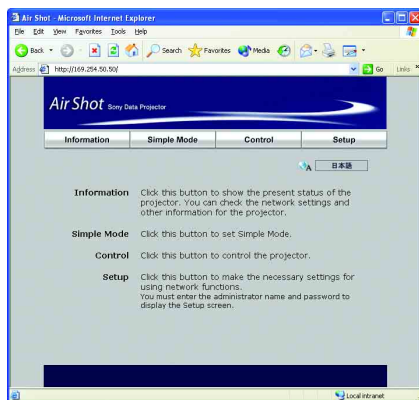 Air Shot - Microsoft Internet Explorer
File Edit View Favorites Tools Help
Back Search Favorites Media
Address http://169.254.50.50/ Go Links »
Air Shot Sony Data Projector
Information Simple Mode Control Setup
A 日本語
Information Click this button to show the present status of the
projector. You can check the network settings and
other information for the projector.
Simple Mode Click this button to set Simple Mode.
Control Click this button to control the projector.
Setup Click this button to make the necessary settings for
using network functions.
You must enter the administrator name and password to
display the Setup screen.
Local intranet